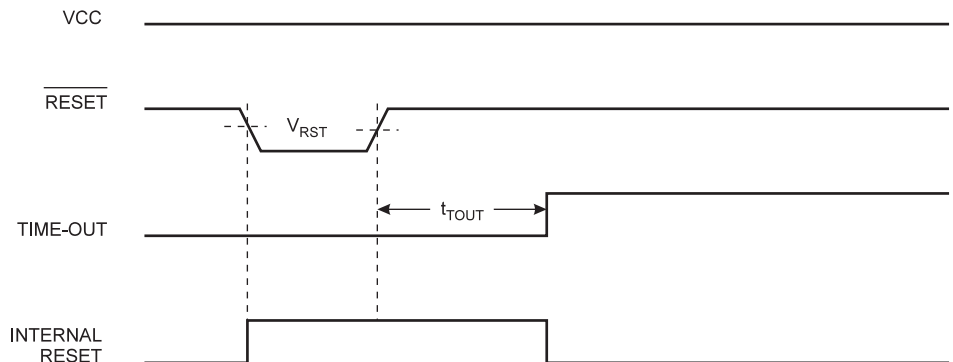 VCC
RESET
V_RST
t_TOUT
TIME-OUT
INTERNAL
RESET